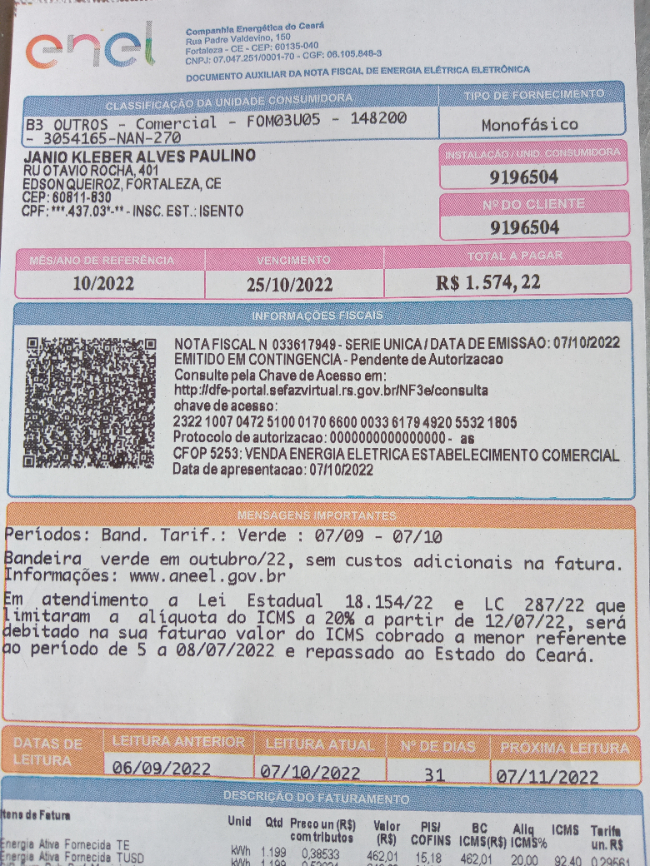 enel
Companhia Energética do Ceará
Rua Padre Valdevino, 150
Fortaleza - CE - CEP: 60135-040
CNPJ: 07.047.251/0001-70 - CGF: 06.105.848-3
DOCUMENTO AUXILIAR DA NOTA FISCAL DE ENERGIA ELÉTRICA ELETRÔNICA
CLASSIFICAÇÃO DA UNIDADE CONSUMIDORA
TIPO DE FORNECIMENTO
B3 OUTROS - Comercial - FOM03U05 - 148200
- 3054165-NAN-270
Monofásico
JANIO KLEBER ALVES PAULINO
RU OTAVIO ROCHA, 401
EDSON QUEIROZ, FORTALEZA, CE
CEP: 60811-830
CPF: ***.437.03*-** - INSC. EST.: ISENTO
INSTALAÇÃO / UNID. CONSUMIDORA
9196504
Nº DO CLIENTE
9196504
MÊS/ANO DE REFERÊNCIA
VENCIMENTO
TOTAL A PAGAR
10/2022
25/10/2022
R$ 1.574,22
INFORMAÇÕES FISCAIS
NOTA FISCAL N 033617949 - SERIE UNICA / DATA DE EMISSAO: 07/10/2022
EMITIDO EM CONTINGENCIA - Pendente de Autorizacao
Consulte pela Chave de Acesso em:
http://dfe-portal.sefazvirtual.rs.gov.br/NF3e/consulta
chave de acesso:
2322 1007 0472 5100 0170 6600 0033 6179 4920 5532 1805
Protocolo de autorizacao: 0000000000000000 - as
CFOP 5253: VENDA ENERGIA ELETRICA ESTABELECIMENTO COMERCIAL
Data de apresentacao: 07/10/2022
MENSAGENS IMPORTANTES
Períodos: Band. Tarif.: Verde : 07/09 - 07/10
Bandeira verde em outubro/22, sem custos adicionais na fatura.
Informações: www.aneel.gov.br
Em atendimento a Lei Estadual 18.154/22 e LC 287/22 que
limitaram a alíquota do ICMS a 20% a partir de 12/07/22, será
debitado na sua faturao valor do ICMS cobrado a menor referente
ao período de 5 a 08/07/2022 e repassado ao Estado do Ceará.
DATAS DE
LEITURA
LEITURA ANTERIOR
LEITURA ATUAL
Nº DE DIAS
PROXIMA LEITURA
06/09/2022
07/10/2022
31
07/11/2022
DESCRIÇÃO DO FATURAMENTO
Itens de Fatura
Unid
Qtd
Preço un (R$)
com tributos
Valor
(R$)
PIS/
COFINS
BC
ICMS(R$)
Aliq
ICMS%
ICMS
Tarifa
un. R$
Energia Ativa Fornecida TE
kWh 1.199 0,38533 462,01 15,18 462,01 20,00 92,40 0,29561
Energia Ativa Fornecida TUSD
kWh 1.199